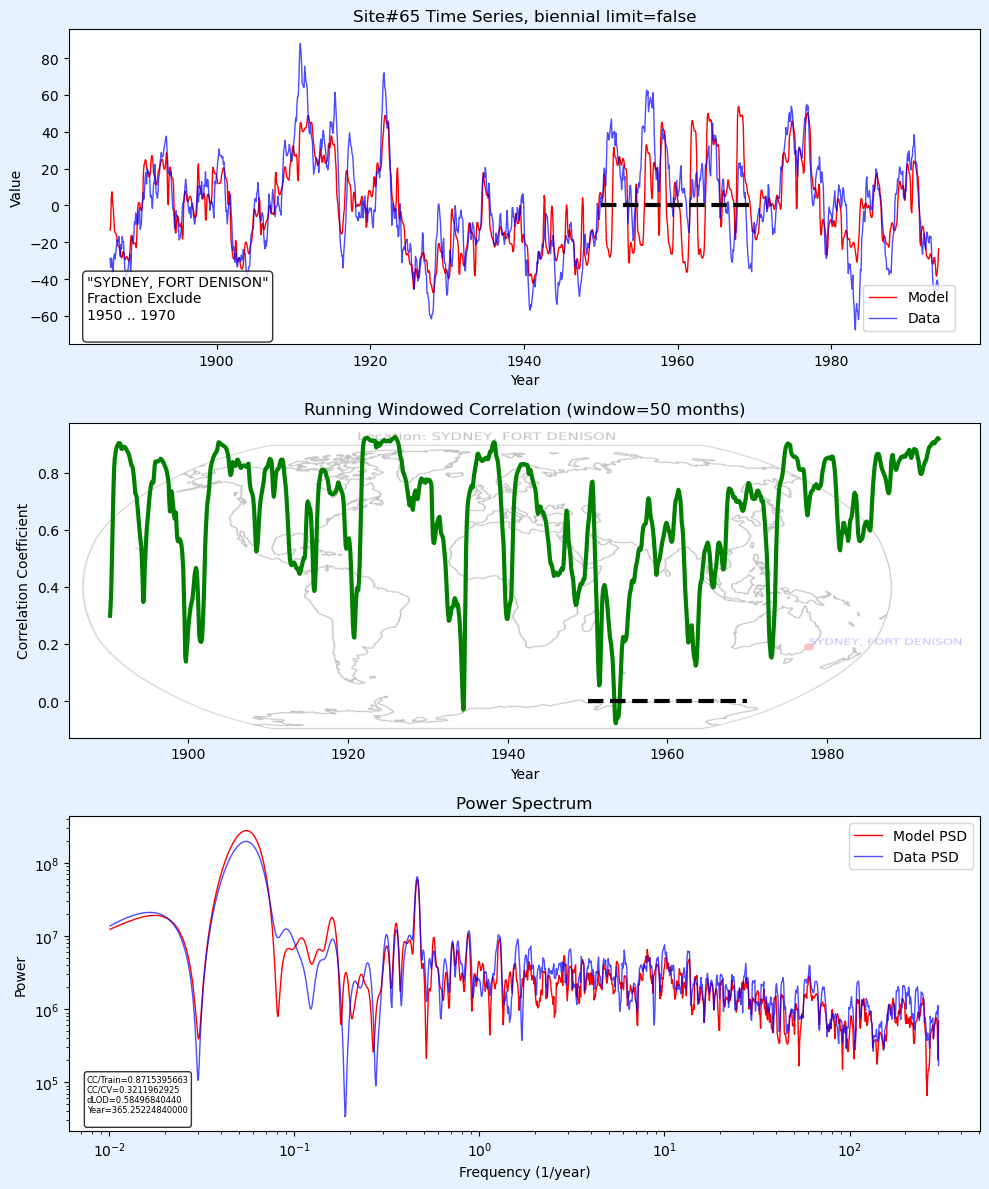 Site#65 Time Series, biennial limit=false
Value
80
60
40
20
0
−20
−40
−60
"SYDNEY, FORT DENISON"
Fraction Exclude
1950 .. 1970
Model
Data
1900
1920
1940
1960
1980
Year
Running Windowed Correlation (window=50 months)
Location: SYDNEY, FORT DENISON
Correlation Coefficient
0.8
0.6
0.4
0.2
0.0
SYDNEY, FORT DENISON
1900
1920
1940
1960
1980
Year
Power Spectrum
Power
10^8
10^7
10^6
10^5
Model PSD
Data PSD
CC/Train=0.8715395663
CC/CV=0.3211962925
dLOD=0.58496840440
Year=365.25224840000
10^−2
10^−1
10^0
10^1
10^2
Frequency (1/year)